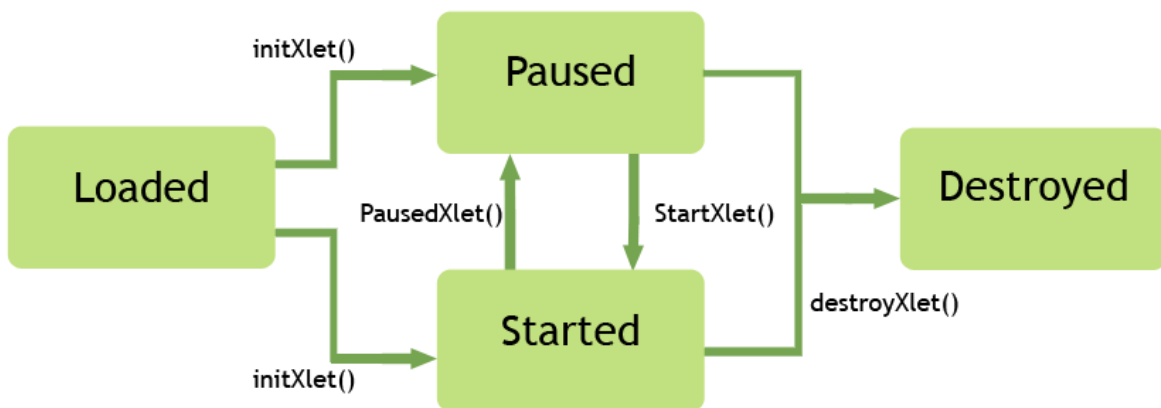 initXlet()
Paused
Loaded
Destroyed
PausedXlet()
StartXlet()
destroyXlet()
Started
initXlet()